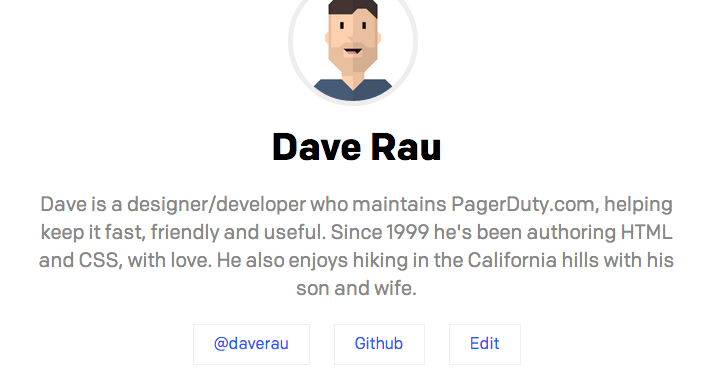 Dave Rau
Dave is a designer/developer who maintains PagerDuty.com, helping
keep it fast, friendly and useful. Since 1999 he's been authoring HTML
and CSS, with love. He also enjoys hiking in the California hills with his
son and wife.
@daverau
Github
Edit